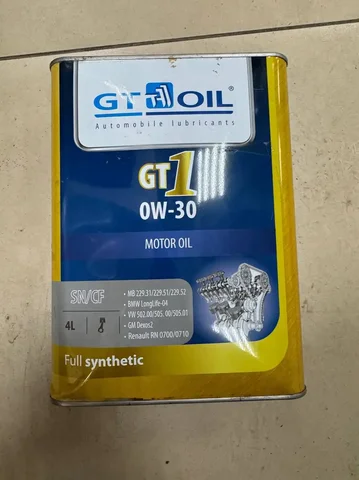 GT OIL®
Automobile lubricants
GT1
0W-30
MOTOR OIL
SN/CF
4L
• MB 229.31/229.51/229.52
• BMW LongLife-04
• VW 502.00/505.00/505.01
• GM Dexos2
• Renault RN 0700/0710
Full synthetic